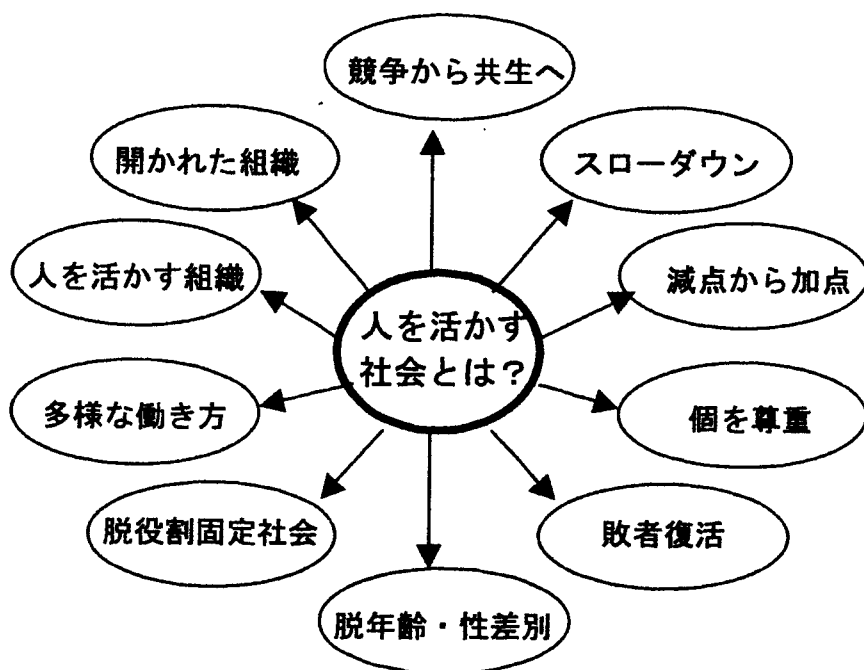 競争から共生へ
開かれた組織
スローダウン
人を活かす組織
減点から加点
人を活かす
社会とは？
多様な働き方
個を尊重
脱役割固定社会
敗者復活
脱年齢・性差別